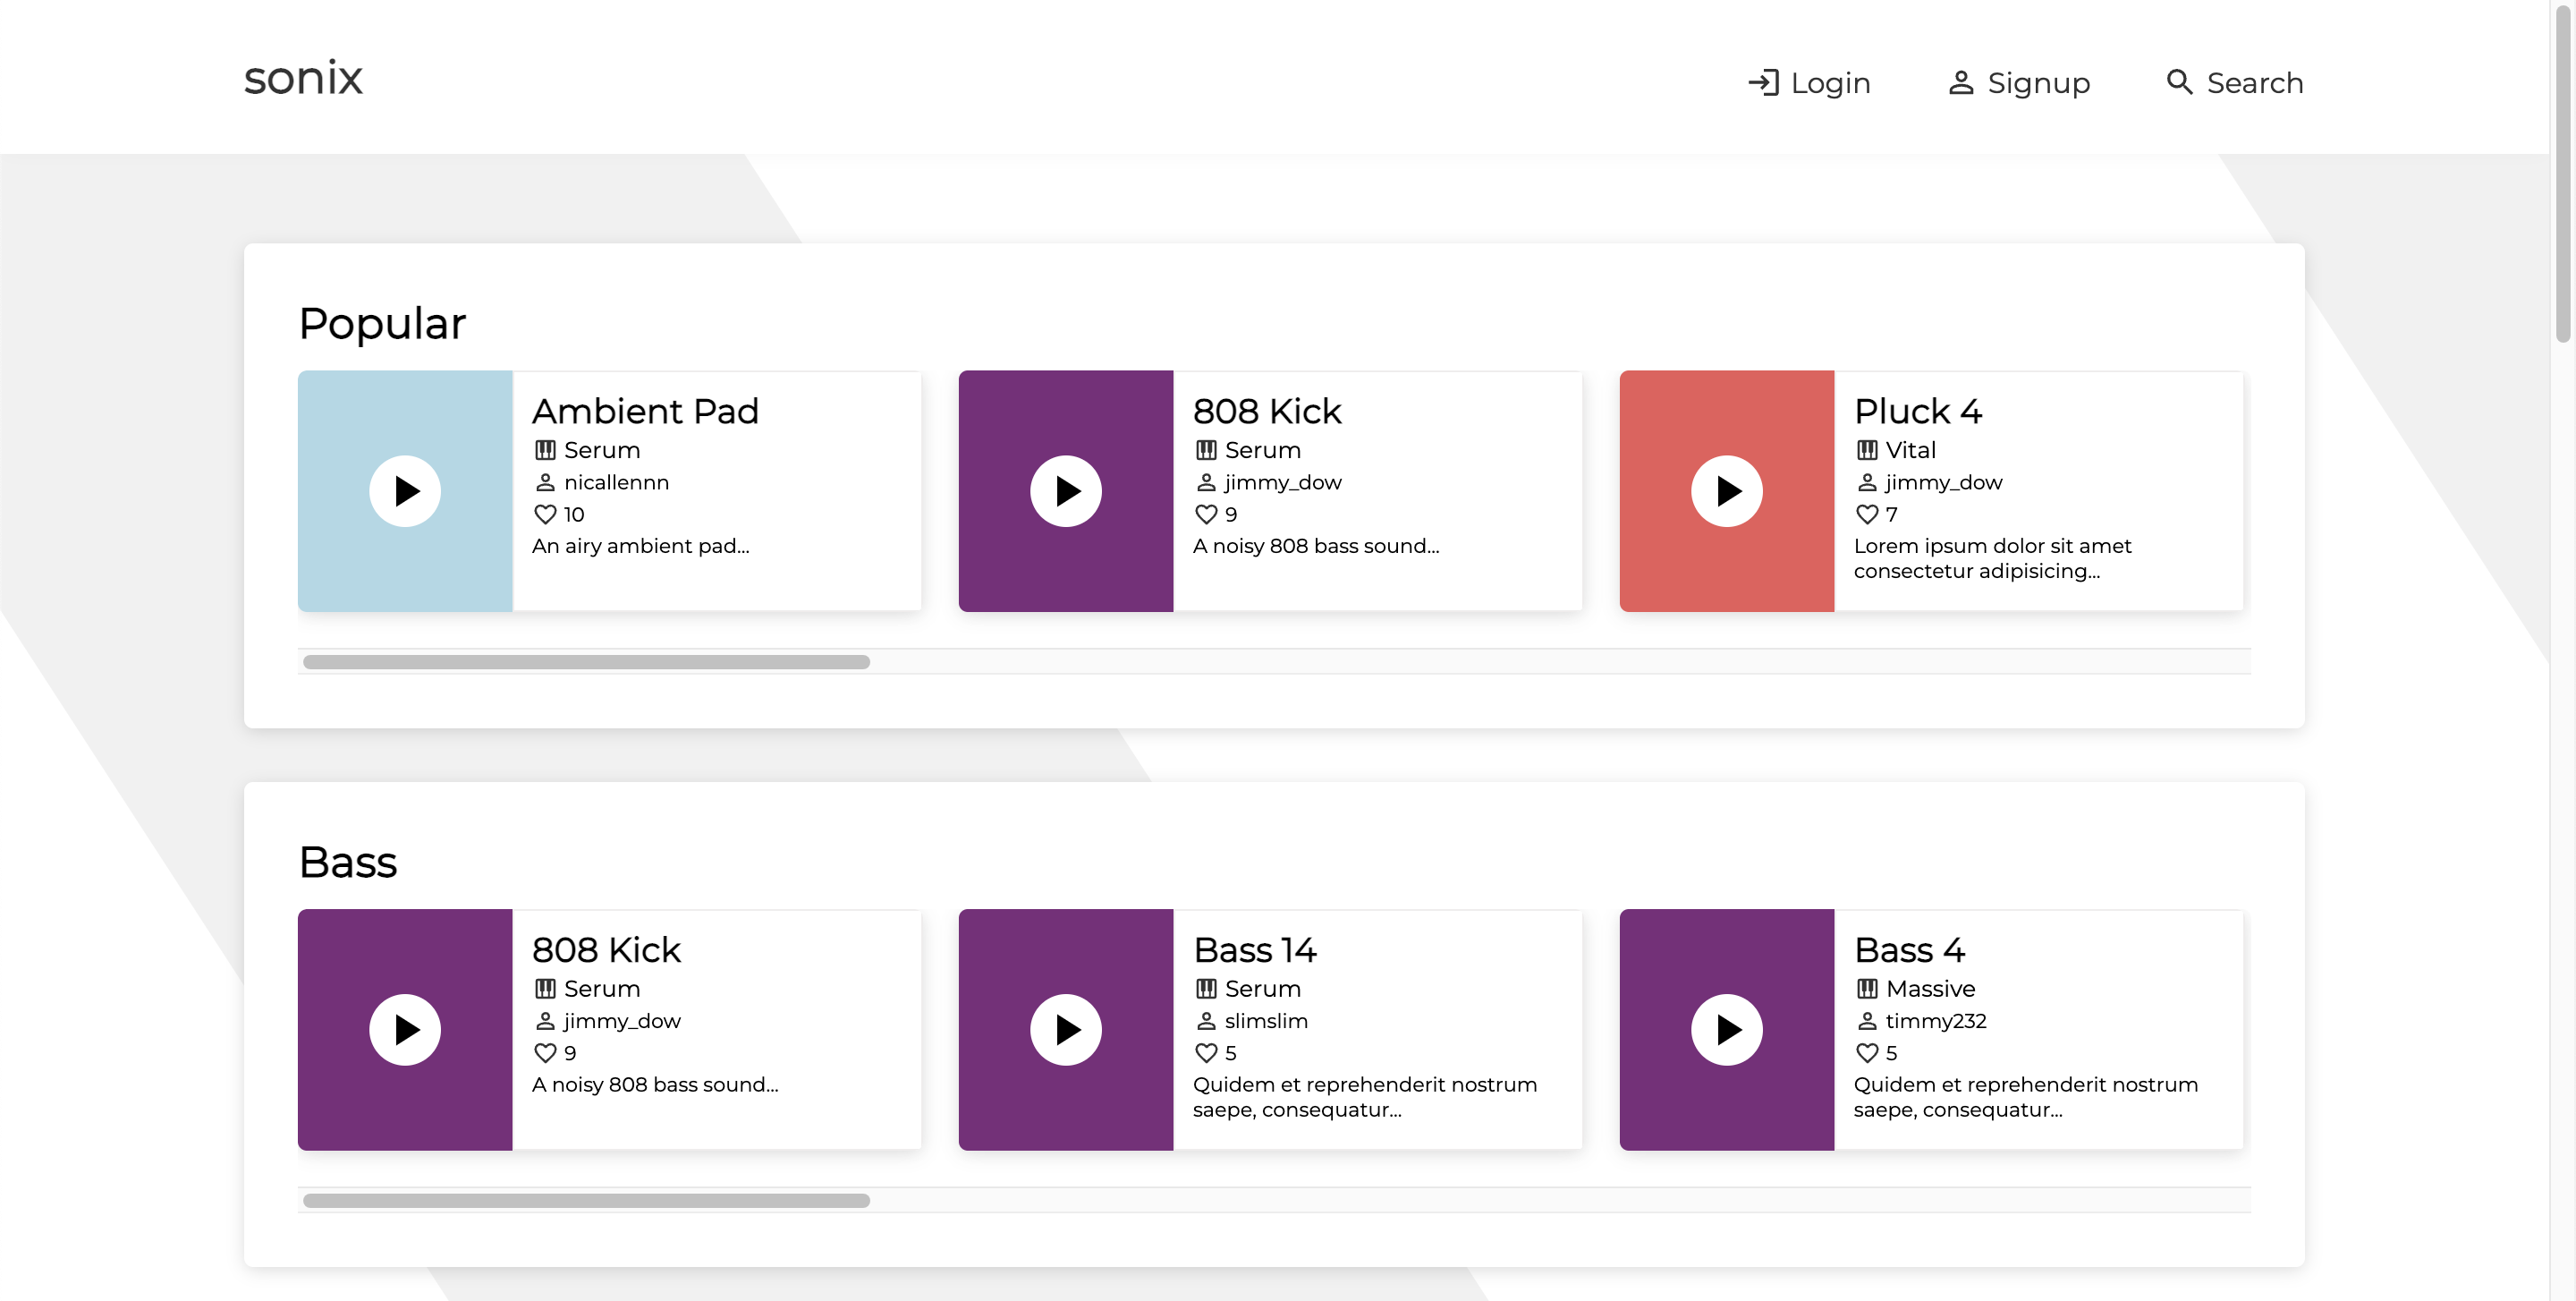 sonix
Login
Signup
Search
Popular
Ambient Pad
Serum
nicallennn
10
An airy ambient pad...
808 Kick
Serum
jimmy_dow
9
A noisy 808 bass sound...
Pluck 4
Vital
jimmy_dow
7
Lorem ipsum dolor sit amet
consectetur adipisicing...
Bass
808 Kick
Serum
jimmy_dow
9
A noisy 808 bass sound...
Bass 14
Serum
slimslim
5
Quidem et reprehenderit nostrum
saepe, consequatur...
Bass 4
Massive
timmy232
5
Quidem et reprehenderit nostrum
saepe, consequatur...